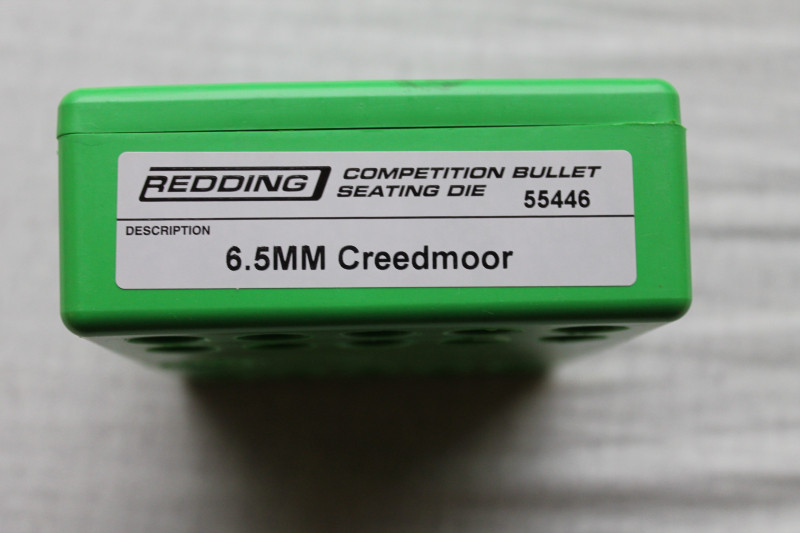 REDDING COMPETITION BULLET
SEATING DIE 55446
DESCRIPTION
6.5MM Creedmoor